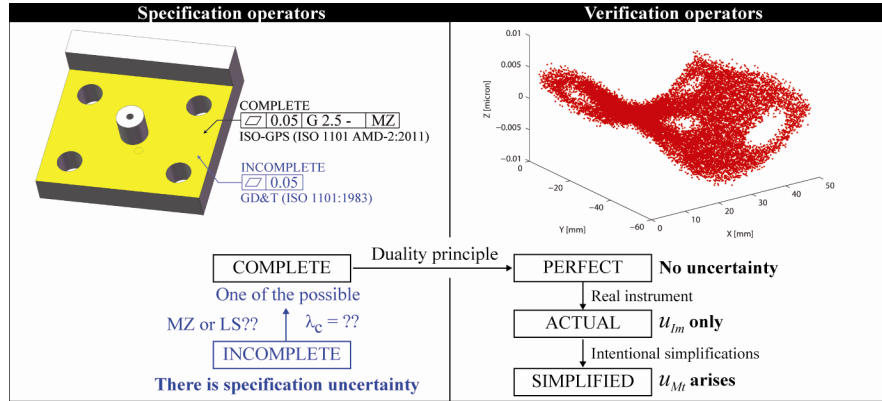 Specification operators
Verification operators
COMPLETE
⏥ 0.05 G 2.5 - MZ
ISO-GPS (ISO 1101 AMD-2:2011)
INCOMPLETE
⏥ 0.05
GD&T (ISO 1101:1983)
0.01
0.005
0
−0.005
−0.01
Z [micron]
0
−20
−40
−60
Y [mm]
0
10
20
30
40
50
X [mm]
Duality principle
COMPLETE
PERFECT
No uncertainty
One of the possible
Real instrument
MZ or LS??
λc = ??
ACTUAL
uIm only
INCOMPLETE
Intentional simplifications
There is specification uncertainty
SIMPLIFIED
uMt arises